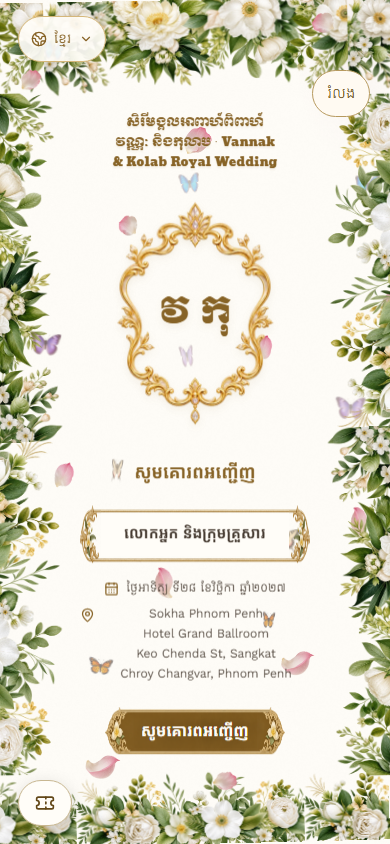 ខ្មែរ
រំលង
សិរីមង្គលអាពាហ៍ពិពាហ៍
វណ្ណៈ និងកុលាប · Vannak
& Kolab Royal Wedding
វ កុ
សូមគោរពអញ្ជើញ
លោកអ្នក និងក្រុមគ្រួសារ
ថ្ងៃអាទិត្យ ទី២៨ ខែវិច្ឆិកា ឆ្នាំ២០២៧
Sokha Phnom Penh
Hotel Grand Ballroom
Keo Chenda St, Sangkat
Chroy Changvar, Phnom Penh
សូមគោរពអញ្ជើញ